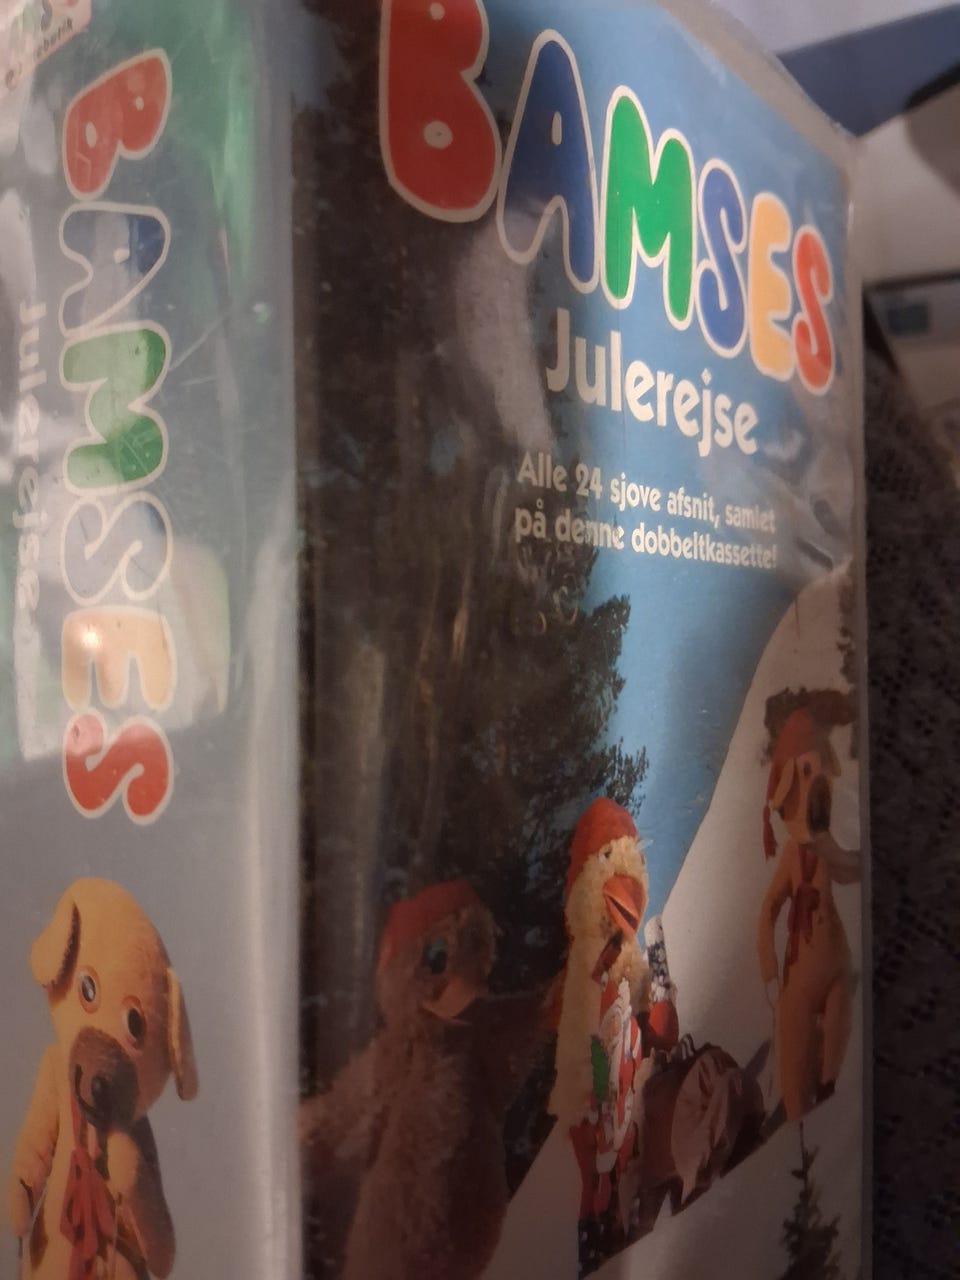 BAMSES
Julerejse
BAMSES
Julerejse
Alle 24 sjove afsnit, samlet
på denne dobbeltkassette!